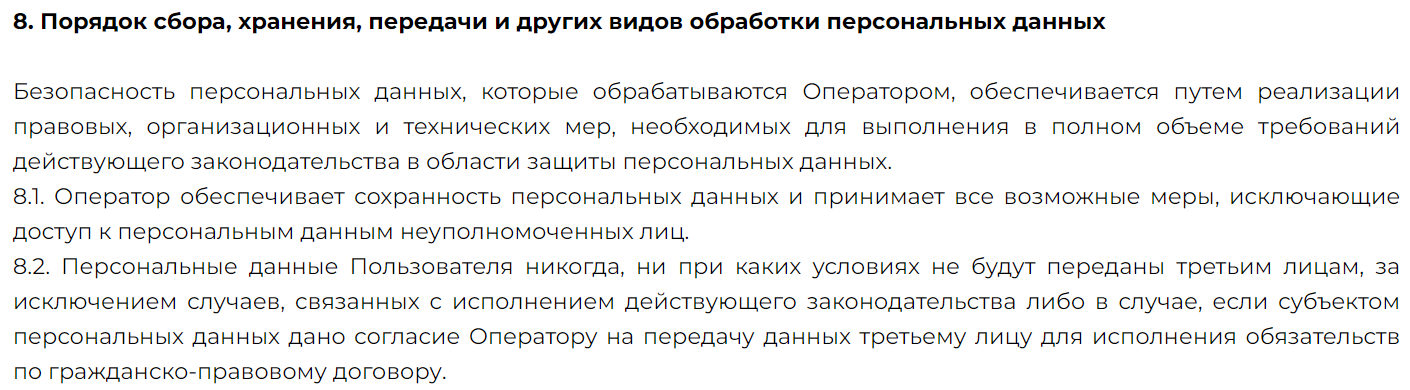 8. Порядок сбора, хранения, передачи и других видов обработки персональных данных
Безопасность персональных данных, которые обрабатываются Оператором, обеспечивается путем реализации
правовых, организационных и технических мер, необходимых для выполнения в полном объеме требований
действующего законодательства в области защиты персональных данных.
8.1. Оператор обеспечивает сохранность персональных данных и принимает все возможные меры, исключающие
доступ к персональным данным неуполномоченных лиц.
8.2. Персональные данные Пользователя никогда, ни при каких условиях не будут переданы третьим лицам, за
исключением случаев, связанных с исполнением действующего законодательства либо в случае, если субъектом
персональных данных дано согласие Оператору на передачу данных третьему лицу для исполнения обязательств
по гражданско-правовому договору.